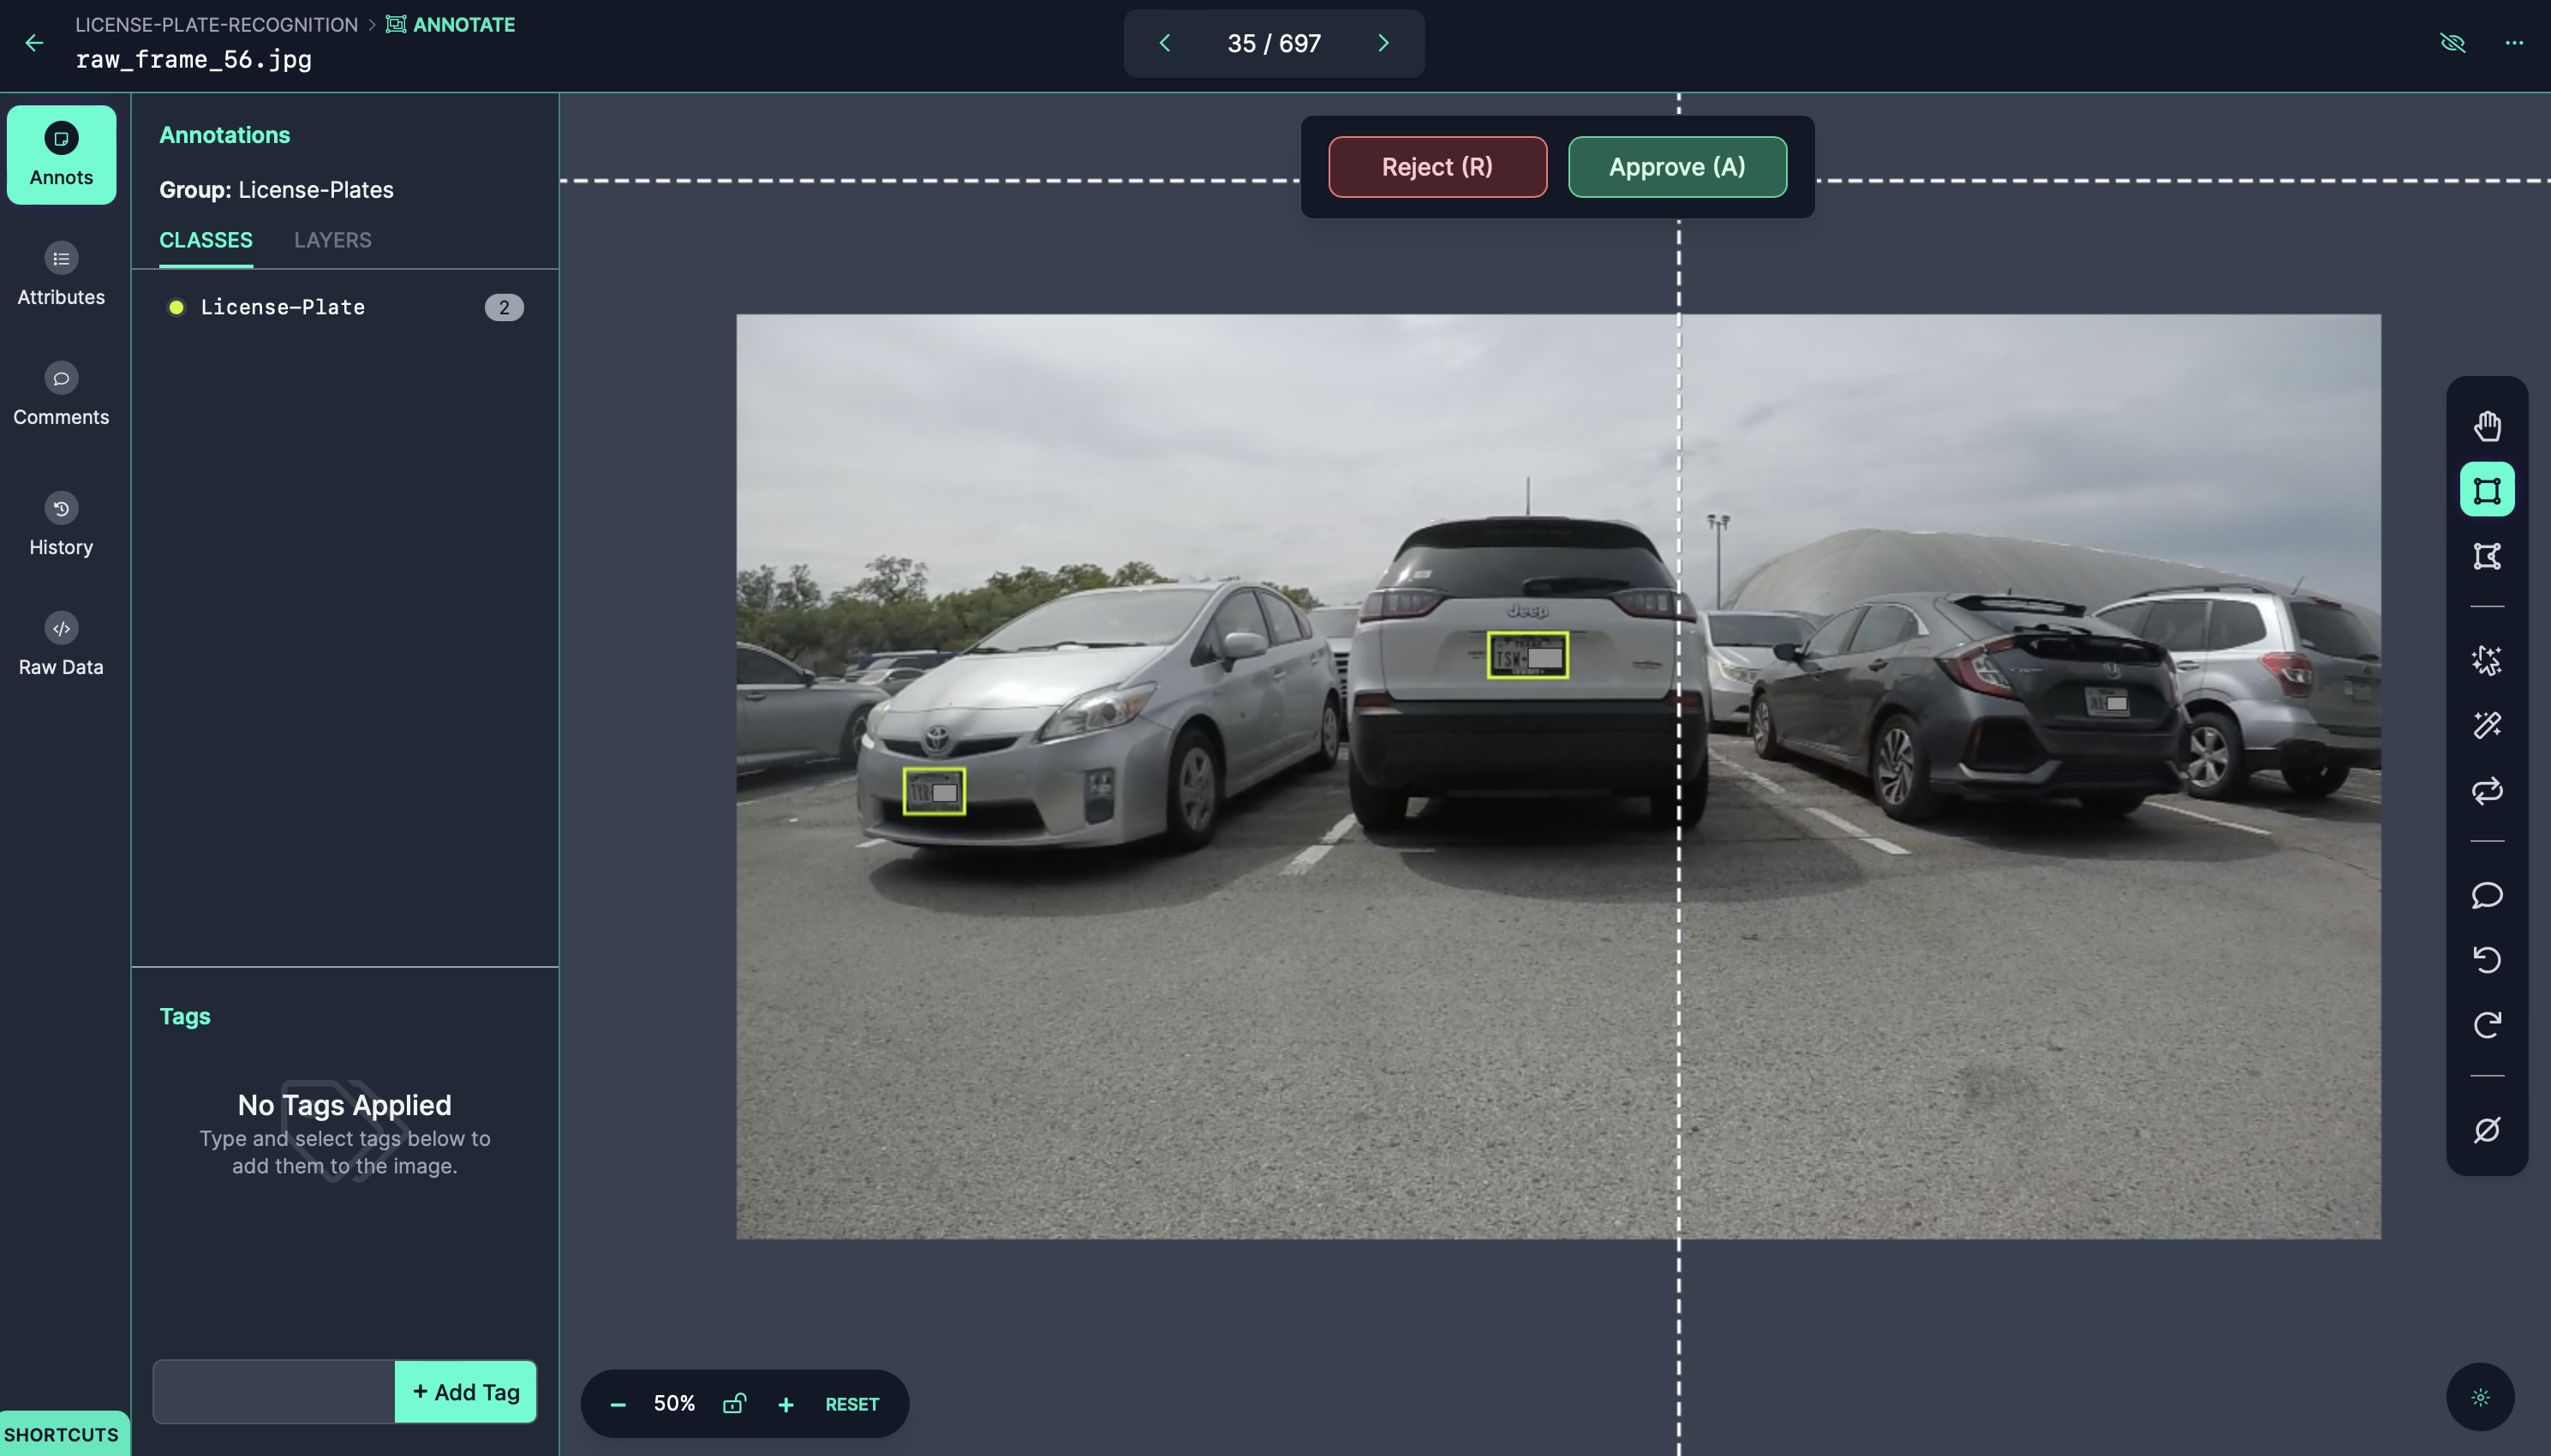 LICENSE-PLATE-RECOGNITION > ANNOTATE
raw_frame_56.jpg
35 / 697
Annots
Attributes
Comments
History
Raw Data
SHORTCUTS
Annotations
Group: License-Plates
CLASSES LAYERS
License-Plate 2
Tags
No Tags Applied
Type and select tags below to
add them to the image.
+ Add Tag
Reject (R) Approve (A)
Jeep
TSW
TYR
50% RESET